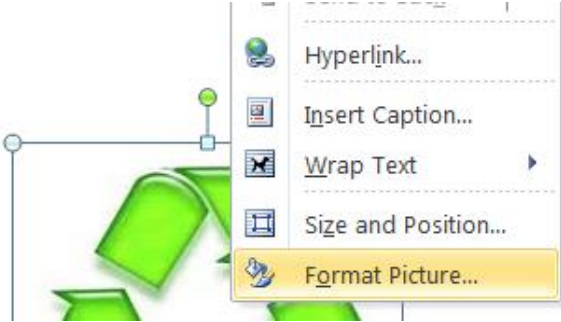 Hyperlink...
Insert Caption...
Wrap Text
Size and Position...
Format Picture...